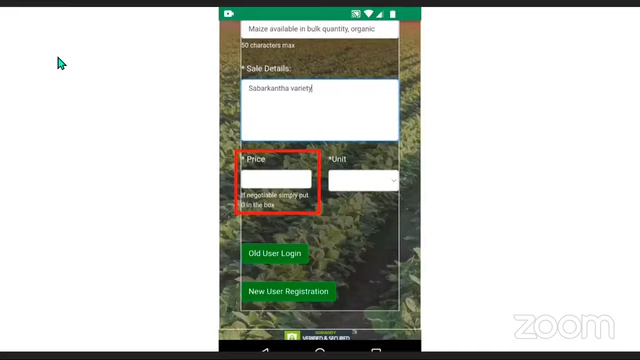 Maize available in bulk quantity, organic
50 characters max
* Sale Details:
Sabarkantha variety
* Price
*Unit
If negotiable simply put
0 in the box
Old User Login
New User Registration
VERIFIED & SECURED
zoom